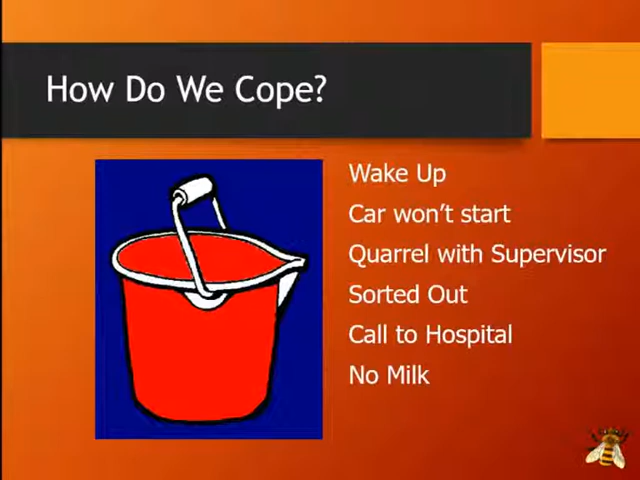 How Do We Cope?
Wake Up
Car won’t start
Quarrel with Supervisor
Sorted Out
Call to Hospital
No Milk